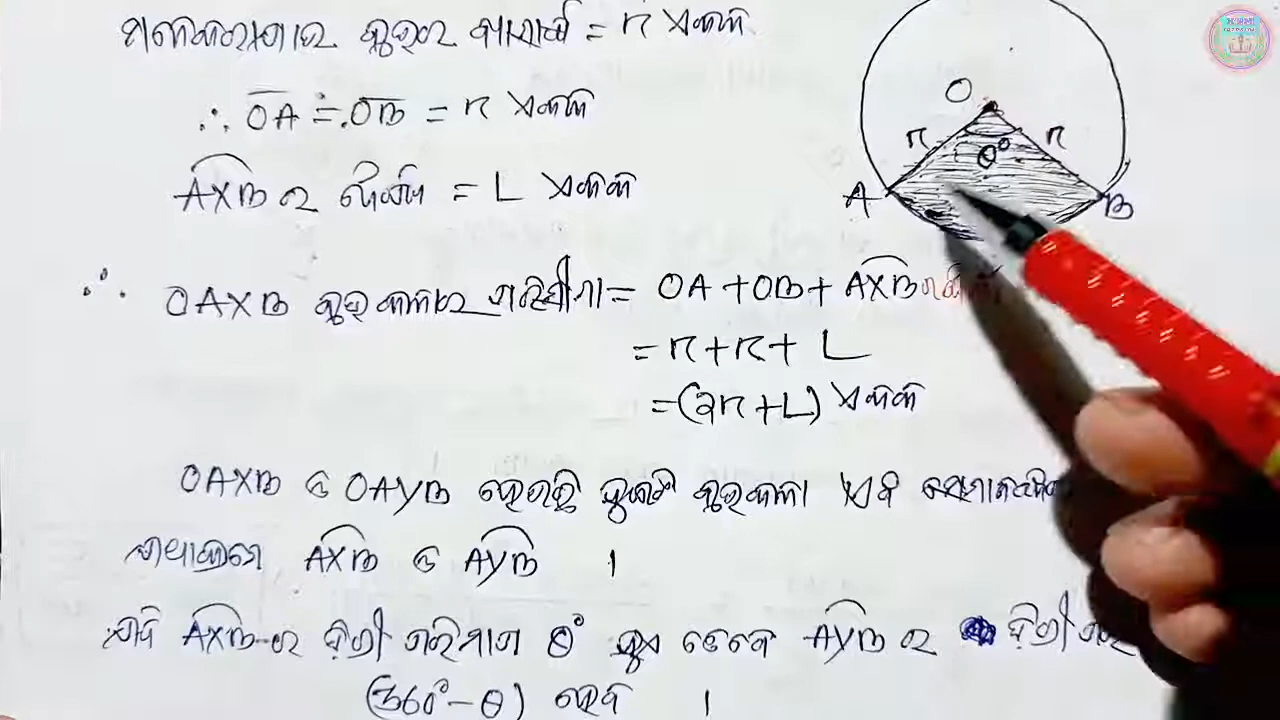 ମନେକରାଯାଉ ବୃତ୍ତର ବ୍ୟାସାର୍ଦ୍ଧ = r ଏକକ
∴ OA = OB = r ଏକକ
AXB ର ଦୈର୍ଘ୍ୟ = L ଏକକ
∴ OAXB ବୃତ୍ତକଳାର ପରିସୀମା = OA + OB + AXB
= r + r + L
= (2r + L) ଏକକ
OAXB ଓ OAYB ହେଉଛି ଦୁଇଟି ବୃତ୍ତକଳା ଏବଂ
ଯଥାକ୍ରମେ AXB ଓ AYB ।
ଯଦି AXB ର ଡିଗ୍ରୀ ପରିମାପ θ° ହୁଏ ତେବେ AYB ର ଡିଗ୍ରୀ
(360° - θ) ହେବ ।
O
r r
θ°
A B